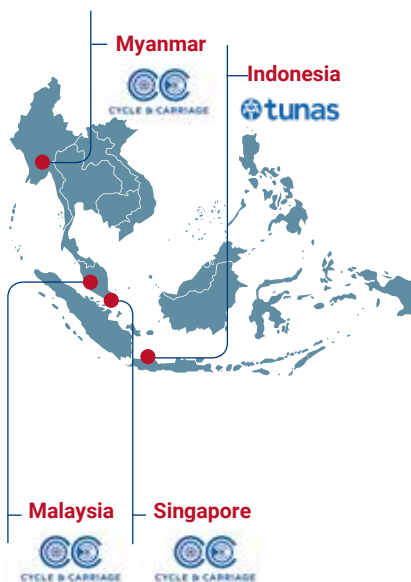 Myanmar
CYCLE & CARRIAGE
Indonesia
tunas
Malaysia
CYCLE & CARRIAGE
Singapore
CYCLE & CARRIAGE